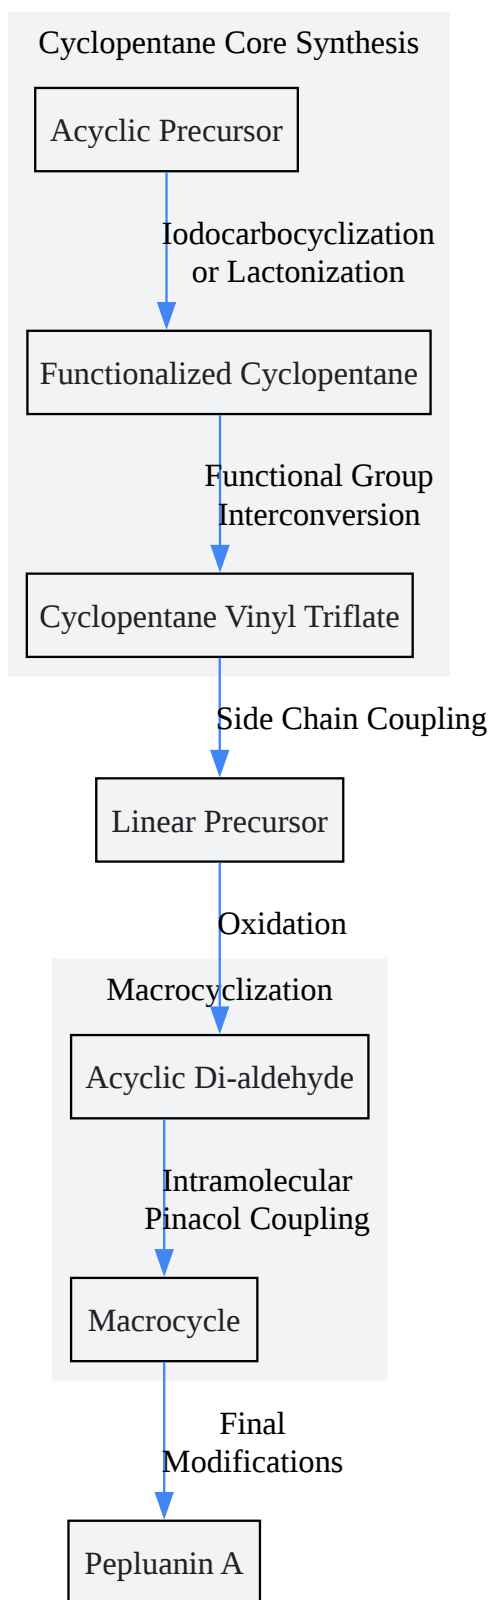 Cyclopentane Core Synthesis
Acyclic Precursor
Iodocarbocyclization
or Lactonization
Functionalized Cyclopentane
Functional Group
Interconversion
Cyclopentane Vinyl Triflate
Side Chain Coupling
Linear Precursor
Oxidation
Macrocyclization
Acyclic Di-aldehyde
Intramolecular
Pinacol Coupling
Macrocycle
Final
Modifications
Pepluanin A